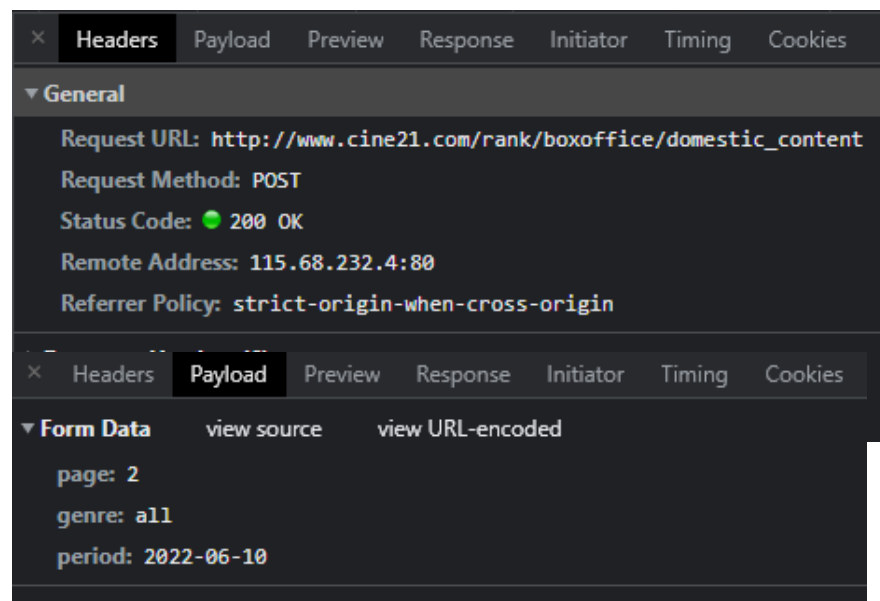 × Headers Payload Preview Response Initiator Timing Cookies
▼ General
Request URL: http://www.cine21.com/rank/boxoffice/domestic_content
Request Method: POST
Status Code: 200 OK
Remote Address: 115.68.232.4:80
Referrer Policy: strict-origin-when-cross-origin
× Headers Payload Preview Response Initiator Timing Cookies
▼ Form Data view source view URL-encoded
page: 2
genre: all
period: 2022-06-10